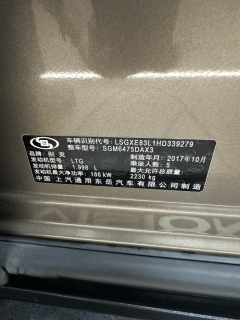 车辆识别代号: LSGXE83L1HD339279
整车型号: SGM6475DAX3
品牌: 别克 制造年月: 2017年10月
发动机型号: LTG 乘坐人数: 5
发动机排量: 1.998 L 最大允许总质量:
发动机最大净功率: 186 kW 2230 kg
中国 上汽通用东岳汽车有限公司制造